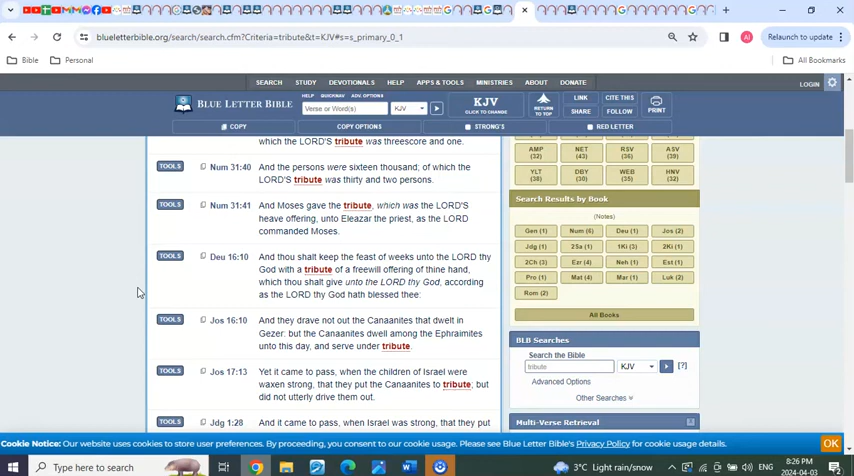 blueletterbible.org/search/search.cfm?Criteria=tribute&t=KJV#s=s_primary_0_1
AI
Relaunch to update
Bible
Personal
All Bookmarks
SEARCH STUDY DEVOTIONALS HELP APPS & TOOLS MINISTRIES ABOUT DONATE
LOGIN
BLUE LETTER BIBLE
HELP QUICKNAV ADV. OPTIONS
Verse or Word(s)
KJV
KJV
CLICK TO CHANGE
RETURN
TO TOP
LINK
SHARE
CITE THIS
FOLLOW
PRINT
COPY
COPY OPTIONS
STRONG'S
RED LETTER
which the LORD'S tribute was threescore and one.
TOOLS Num 31:40 And the persons were sixteen thousand; of which the
LORD'S tribute was thirty and two persons.
TOOLS Num 31:41 And Moses gave the tribute, which was the LORD'S
heave offering, unto Eleazar the priest, as the LORD
commanded Moses.
TOOLS Deu 16:10 And thou shalt keep the feast of weeks unto the LORD thy
God with a tribute of a freewill offering of thine hand,
which thou shalt give unto the LORD thy God, according
as the LORD thy God hath blessed thee:
TOOLS Jos 16:10 And they drave not out the Canaanites that dwelt in
Gezer: but the Canaanites dwell among the Ephraimites
unto this day, and serve under tribute.
TOOLS Jos 17:13 Yet it came to pass, when the children of Israel were
waxen strong, that they put the Canaanites to tribute; but
did not utterly drive them out.
TOOLS Jdg 1:28 And it came to pass, when Israel was strong, that they put
AMP NET RSV ASV
(32) (43) (36) (39)
YLT DBY WEB HNV
(38) (30) (35) (32)
Search Results by Book
(Notes)
Gen (1) Num (6) Deu (1) Jos (2)
Jdg (1) 2Sa (1) 1Ki (3) 2Ki (1)
2Ch (3) Ezr (4) Neh (1) Est (1)
Pro (1) Mat (4) Mar (1) Luk (2)
Rom (2)
All Books
BLB Searches
Search the Bible
tribute
KJV
[?]
Advanced Options
Other Searches
Multi-Verse Retrieval
Cookie Notice: Our website uses cookies to store user preferences. By proceeding, you consent to our cookie usage. Please see Blue Letter Bible's Privacy Policy for cookie usage details.
OK
Type here to search
3°C Light rain/snow
ENG
8:26 PM
2024-04-03